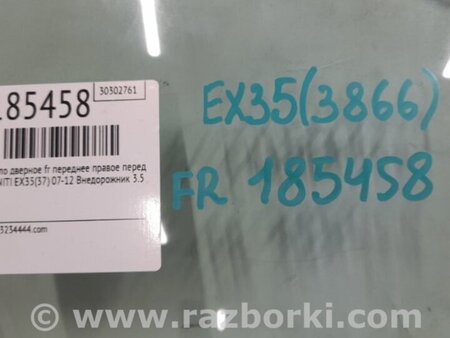 185458
30302761
ло дверное fr переднее правое перед
NITI EX35(37) 07-12 Внедорожник 3.5
3234444.com
EX35(3866)
FR 185458
www.razborki.com